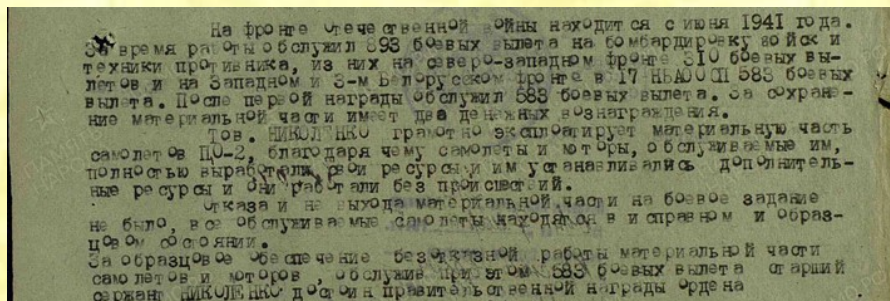 На фронте отечественной войны находится с июня 1941 года.
За время работы обслужил 893 боевых вылета на бомбардировку войск и
техники противника, из них на северо-западном фронте 310 боевых вы-
летов и на Западном и 3-м Белорусском фронте в 17 НБАООСП 583 боевых
вылета. После первой награды обслужил 583 боевых вылета. За сохране-
ние материальной части имеет два денежных вознаграждения.
Тов. НИКОЛЕНКО грамотно эксплоатирует материальную часть
самолетов ПО-2, благодаря чему самолеты и моторы, обслуживаемые им,
полностью выработали свои ресурсы и им устанавливались дополнитель-
ные ресурсы и они работали без происшествий.
Отказа и не выхода материальной части на боевое задание
не было, все обслуживаемые самолеты находятся в исправном и образ-
цовом состоянии.
За образцовое обеспечение безотказной работы материальной части
самолетов и моторов, обслужив при этом 583 боевых вылета старший
сержант НИКОЛЕНКО достоин правительственной награды ордена